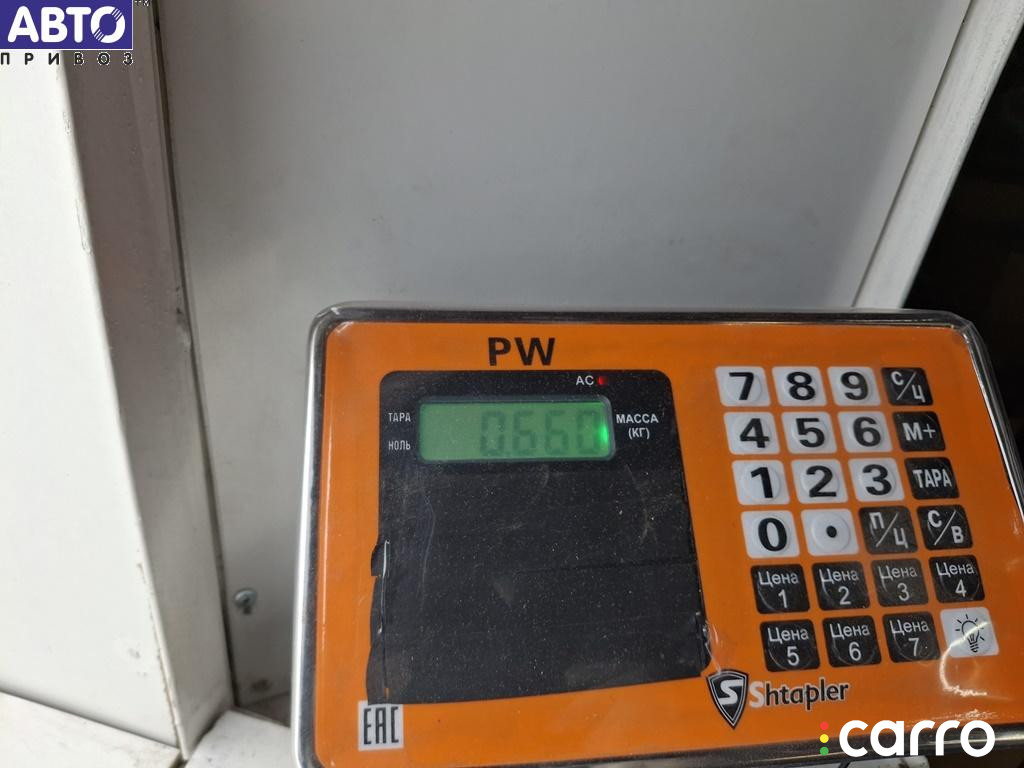 АВТО™
ПРИВОЗ
PW
AC
ТАРА
НОЛЬ
0.660
МАССА
(КГ)
7 8 9 С/Ц
4 5 6 М+
1 2 3 ТАРА
0 . П/Ц С/В
Цена 1 Цена 2 Цена 3 Цена 4
Цена 5 Цена 6 Цена 7
S Shtapler
EAC
carro